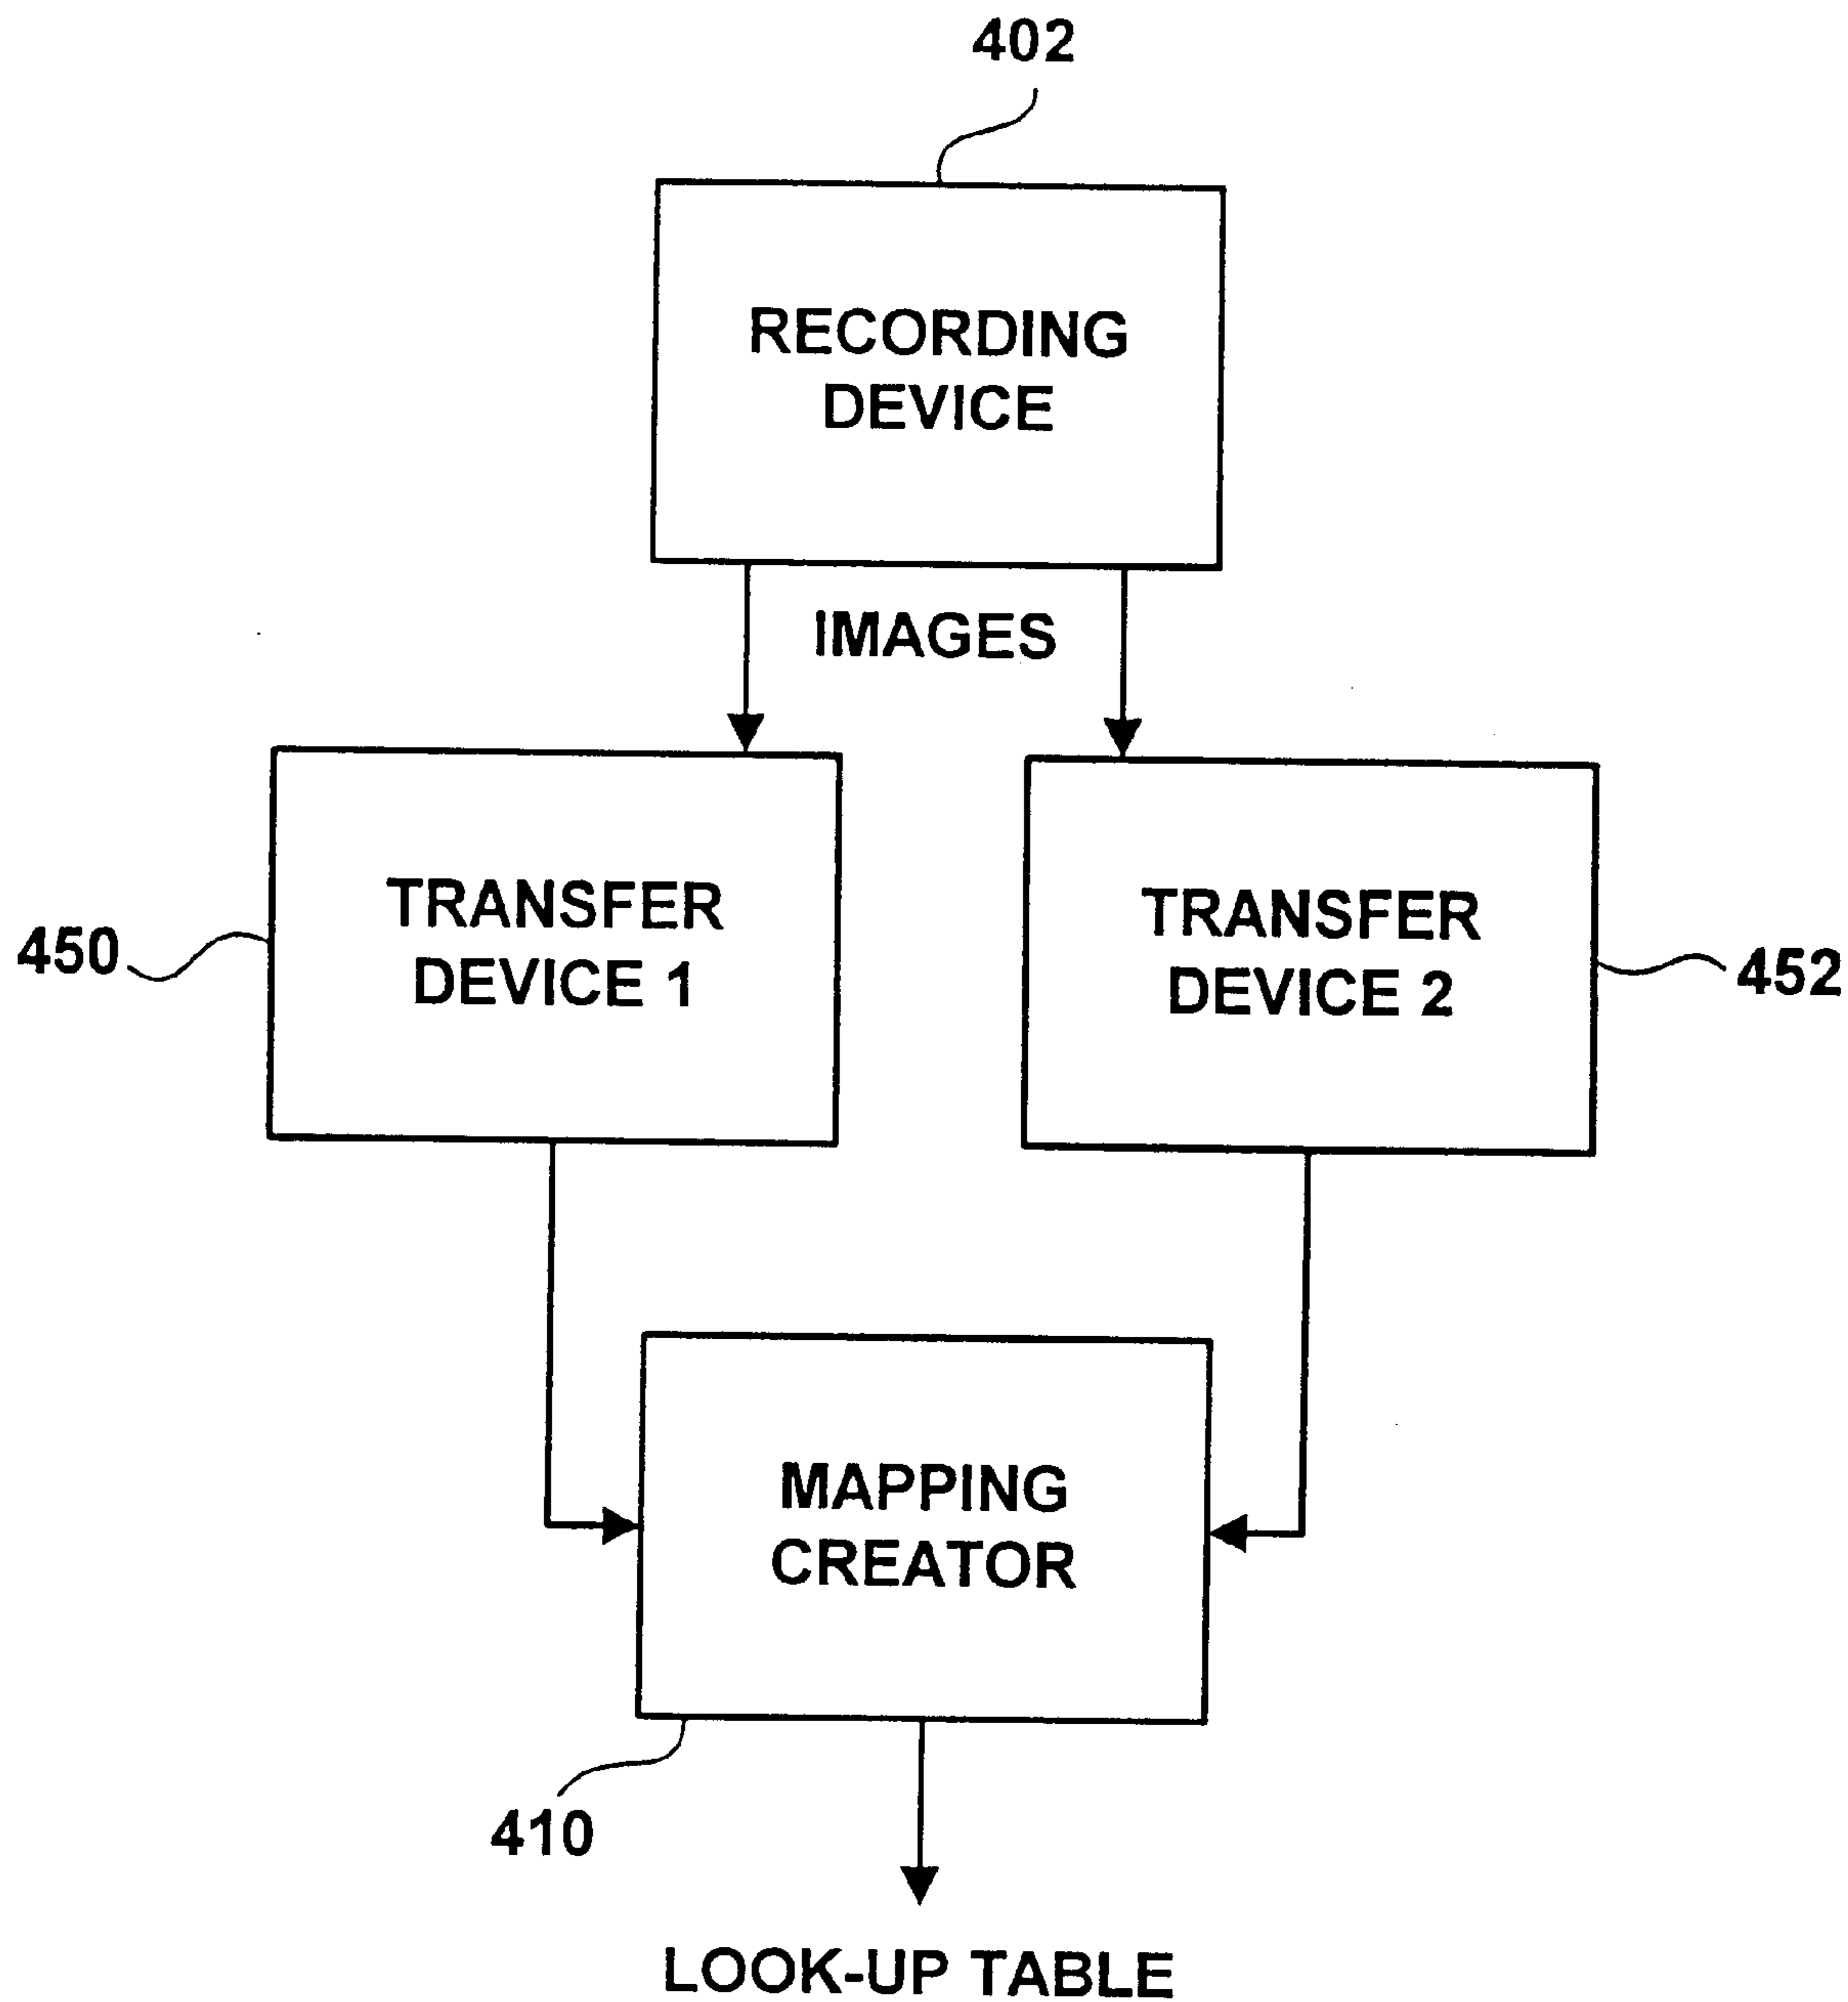 402
RECORDING
DEVICE
IMAGES
TRANSFER
DEVICE 1
450
TRANSFER
DEVICE 2
452
MAPPING
CREATOR
410
LOOK-UP TABLE